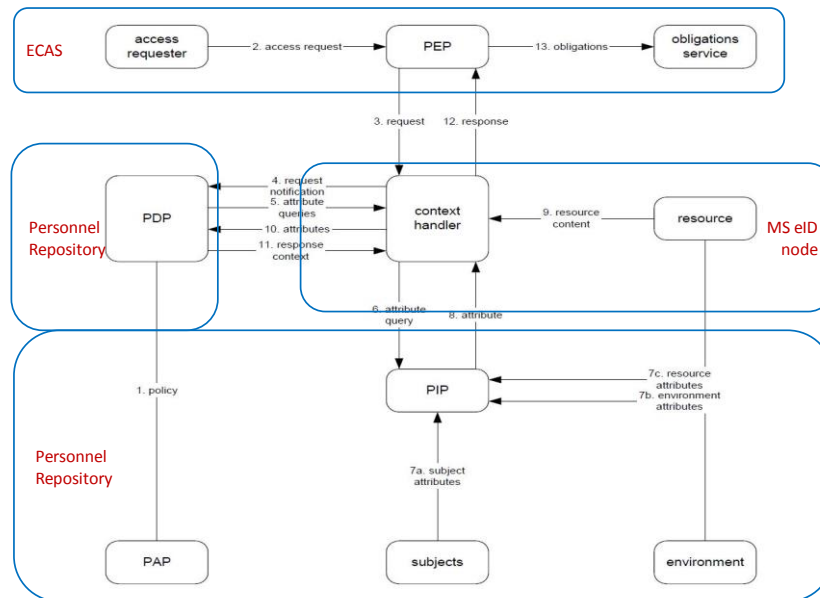 ECAS
access
requester
2. access request
PEP
13. obligations
obligations
service
3. request
12. response
Personnel
Repository
PDP
4. request
notification
5. attribute
queries
10. attributes
11. response
context
context
handler
9. resource
content
resource
MS eID
node
6. attribute
query
8. attribute
1. policy
PIP
7c. resource
attributes
7b. environment
attributes
Personnel
Repository
7a. subject
attributes
PAP
subjects
environment